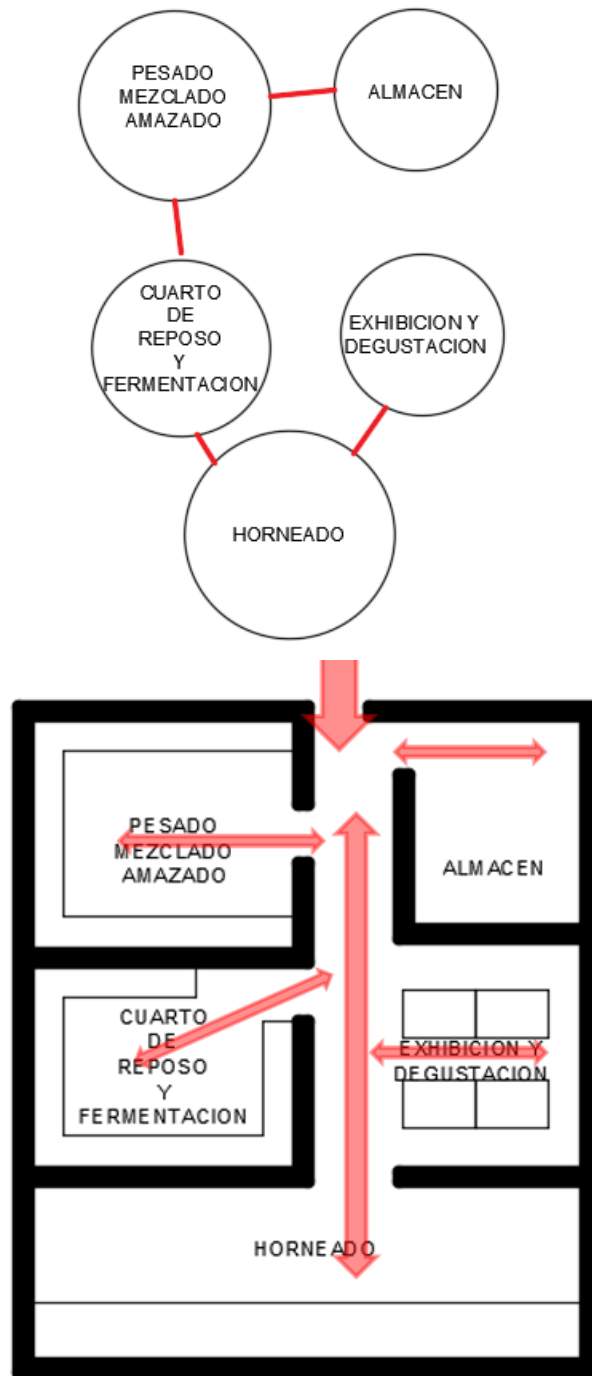 PESADO
MEZCLADO
AMAZADO
ALMACEN
CUARTO
DE
REPOSO
Y
FERMENTACION
EXHIBICION Y
DEGUSTACION
HORNEADO
PESADO
MEZCLADO
AMAZADO
ALMACEN
CUARTO
DE
REPOSO
Y
FERMENTACION
EXHIBICION Y
DEGUSTACION
HORNEADO